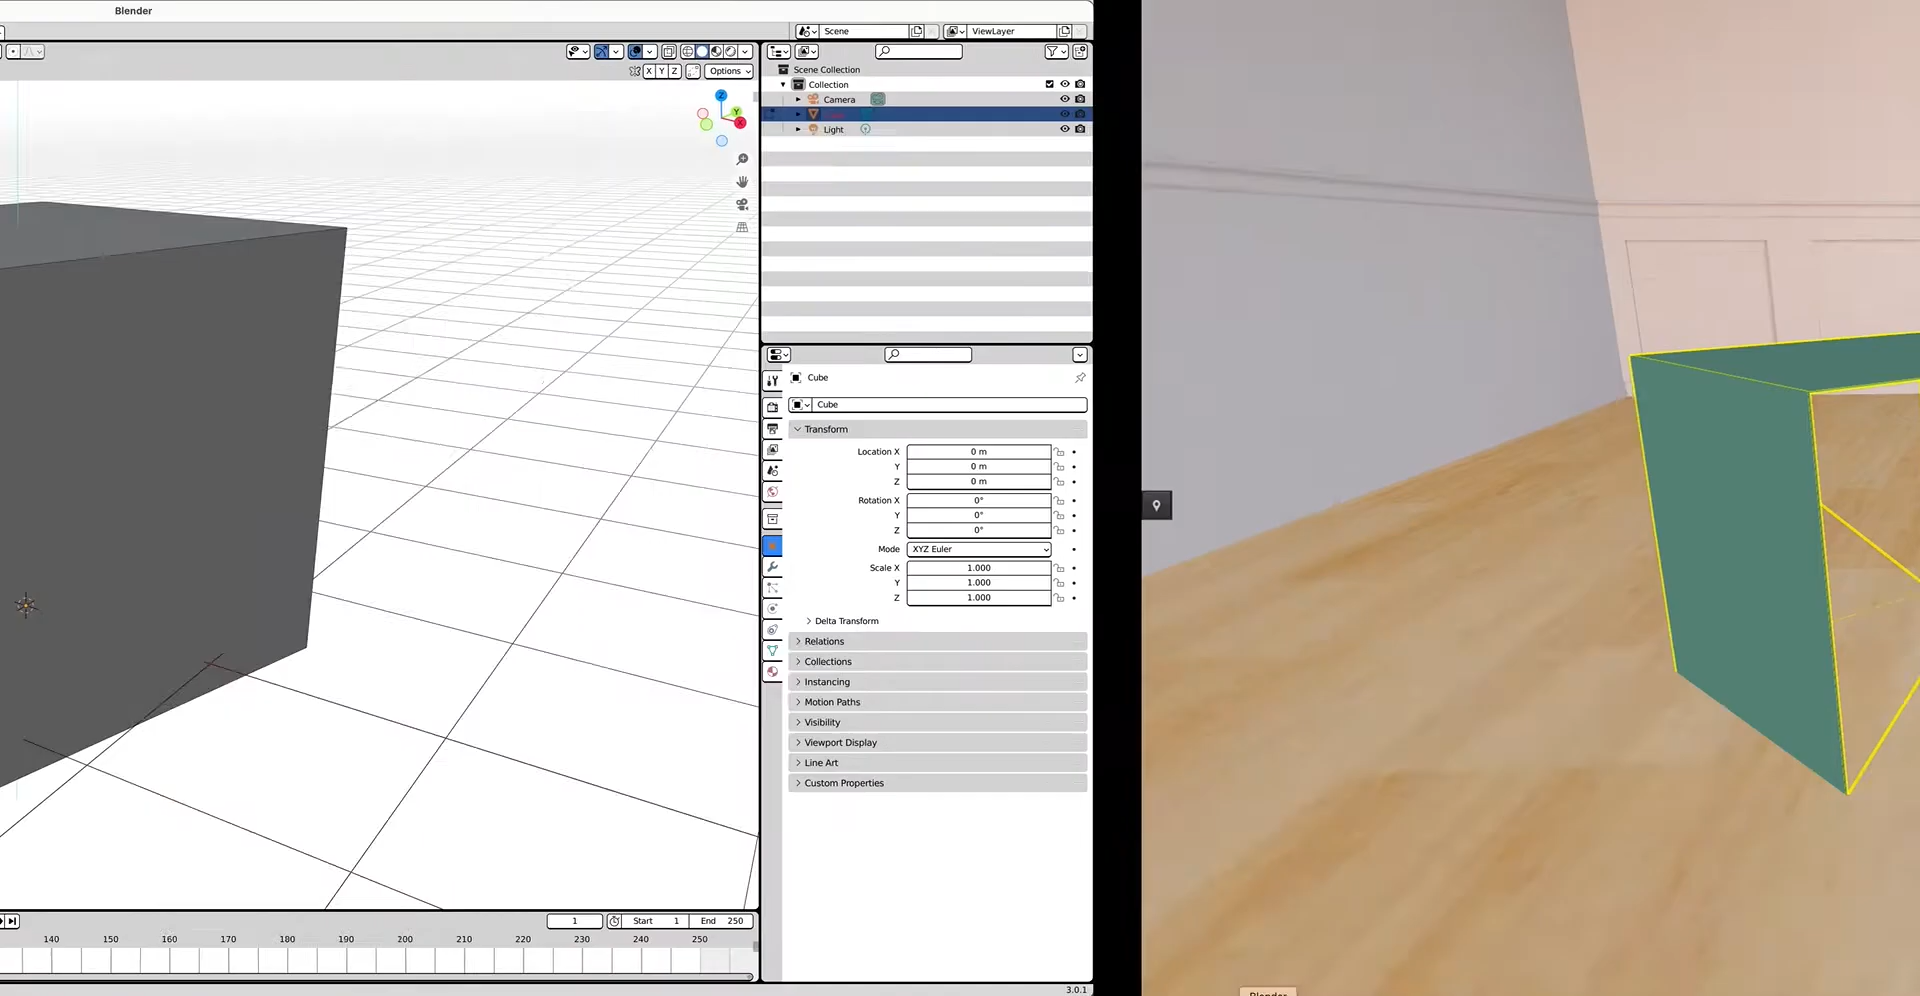 Blender
Scene
ViewLayer
X Y Z
Options
Scene Collection
Collection
Camera
Light
Z
Y
X
Cube
Cube
Transform
Location X 0 m
Y 0 m
Z 0 m
Rotation X 0°
Y 0°
Z 0°
Mode XYZ Euler
Scale X 1.000
Y 1.000
Z 1.000
Delta Transform
Relations
Collections
Instancing
Motion Paths
Visibility
Viewport Display
Line Art
Custom Properties
1 Start 1 End 250
140 150 160 170 180 190 200 210 220 230 240 250
3.0.1
Blender